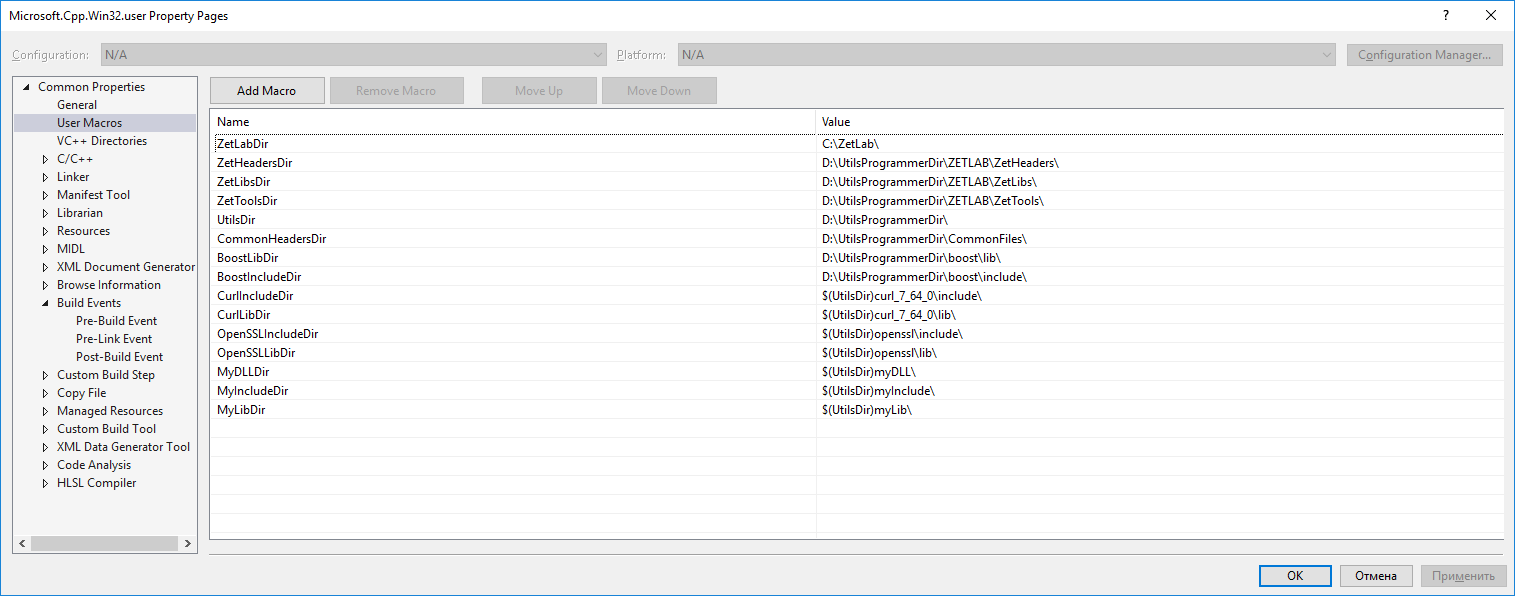 Microsoft.Cpp.Win32.user Property Pages
?
Configuration: N/A Platform: N/A Configuration Manager...
Common Properties
General
User Macros
VC++ Directories
C/C++
Linker
Manifest Tool
Librarian
Resources
MIDL
XML Document Generator
Browse Information
Build Events
Pre-Build Event
Pre-Link Event
Post-Build Event
Custom Build Step
Copy File
Managed Resources
Custom Build Tool
XML Data Generator Tool
Code Analysis
HLSL Compiler
Add Macro Remove Macro Move Up Move Down
Name Value
ZetLabDir C:\ZetLab\
ZetHeadersDir D:\UtilsProgrammerDir\ZETLAB\ZetHeaders\
ZetLibsDir D:\UtilsProgrammerDir\ZETLAB\ZetLibs\
ZetToolsDir D:\UtilsProgrammerDir\ZETLAB\ZetTools\
UtilsDir D:\UtilsProgrammerDir\
CommonHeadersDir D:\UtilsProgrammerDir\CommonFiles\
BoostLibDir D:\UtilsProgrammerDir\boost\lib\
BoostIncludeDir D:\UtilsProgrammerDir\boost\include\
CurlIncludeDir $(UtilsDir)curl_7_64_0\include\
CurlLibDir $(UtilsDir)curl_7_64_0\lib\
OpenSSLIncludeDir $(UtilsDir)openssl\include\
OpenSSLLibDir $(UtilsDir)openssl\lib\
MyDLLDir $(UtilsDir)myDLL\
MyIncludeDir $(UtilsDir)myInclude\
MyLibDir $(UtilsDir)myLib\
OK Отмена Применить